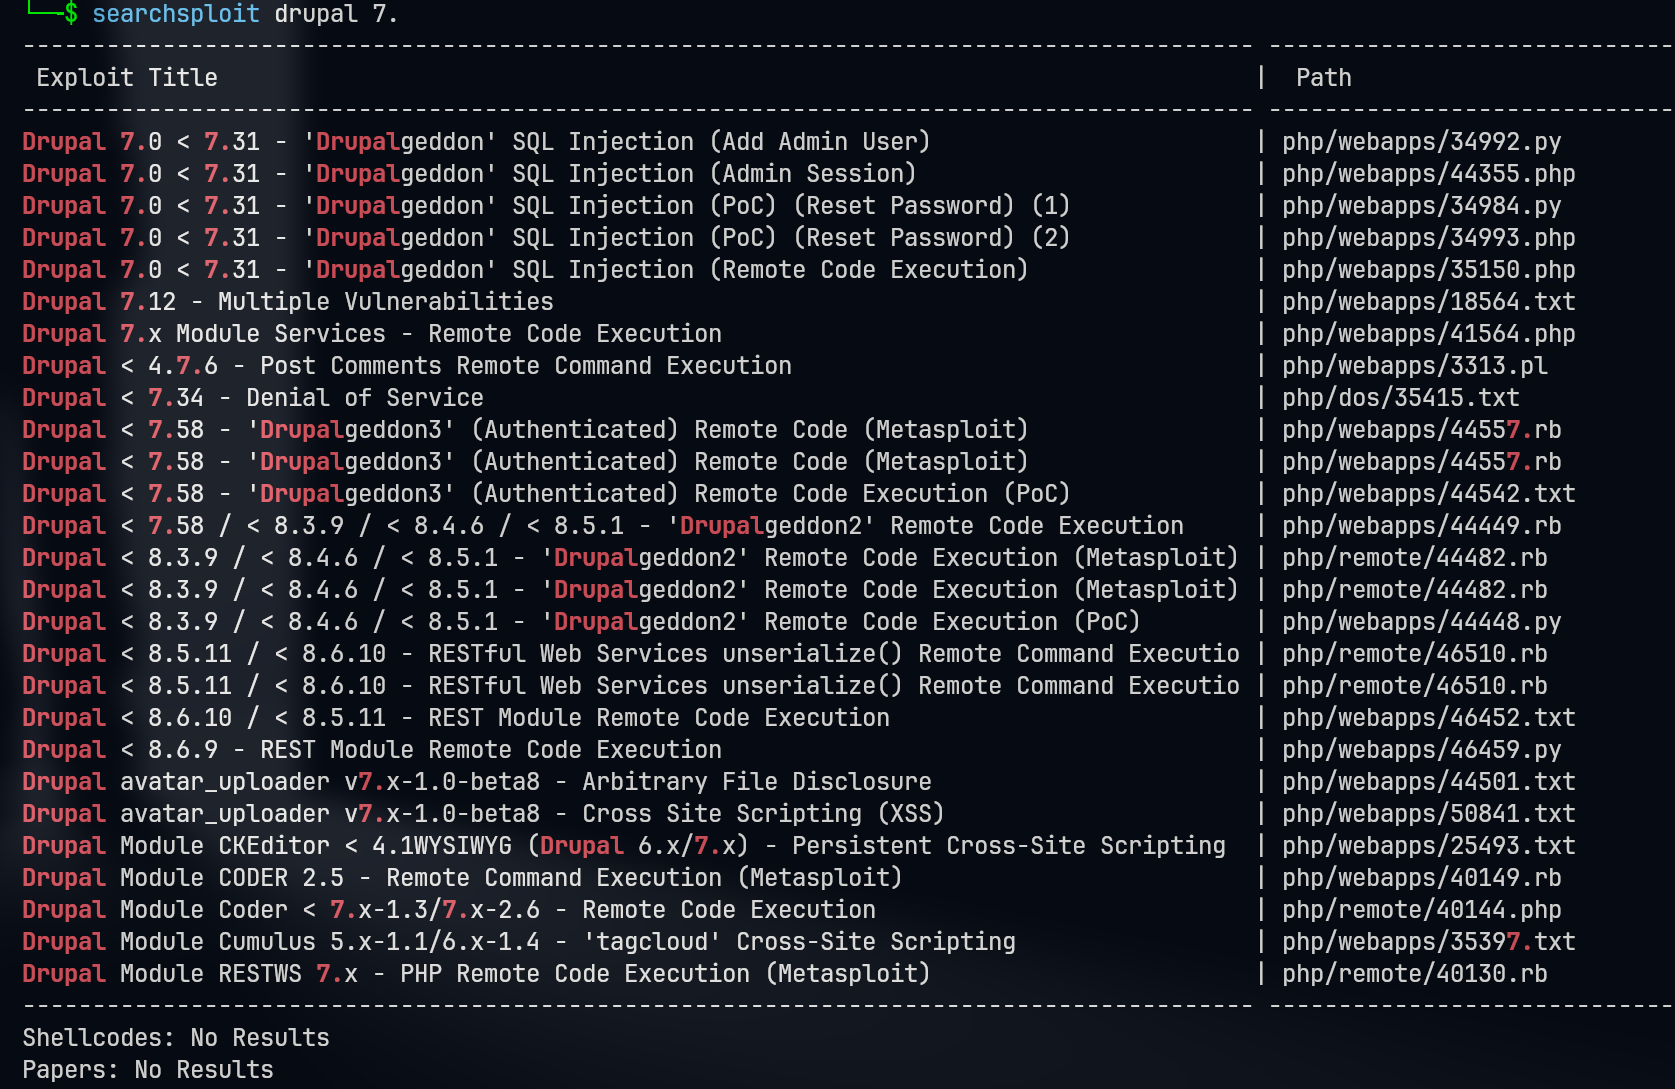 └─$ searchsploit drupal 7.
---------------------------------------------------------------------------------------- -----------------------------
 Exploit Title                                                                          |  Path
---------------------------------------------------------------------------------------- -----------------------------
Drupal 7.0 < 7.31 - 'Drupalgeddon' SQL Injection (Add Admin User)                       | php/webapps/34992.py
Drupal 7.0 < 7.31 - 'Drupalgeddon' SQL Injection (Admin Session)                        | php/webapps/44355.php
Drupal 7.0 < 7.31 - 'Drupalgeddon' SQL Injection (PoC) (Reset Password) (1)             | php/webapps/34984.py
Drupal 7.0 < 7.31 - 'Drupalgeddon' SQL Injection (PoC) (Reset Password) (2)             | php/webapps/34993.php
Drupal 7.0 < 7.31 - 'Drupalgeddon' SQL Injection (Remote Code Execution)                | php/webapps/35150.php
Drupal 7.12 - Multiple Vulnerabilities                                                  | php/webapps/18564.txt
Drupal 7.x Module Services - Remote Code Execution                                      | php/webapps/41564.php
Drupal < 4.7.6 - Post Comments Remote Command Execution                                 | php/webapps/3313.pl
Drupal < 7.34 - Denial of Service                                                       | php/dos/35415.txt
Drupal < 7.58 - 'Drupalgeddon3' (Authenticated) Remote Code (Metasploit)                | php/webapps/44557.rb
Drupal < 7.58 - 'Drupalgeddon3' (Authenticated) Remote Code (Metasploit)                | php/webapps/44557.rb
Drupal < 7.58 - 'Drupalgeddon3' (Authenticated) Remote Code Execution (PoC)             | php/webapps/44542.txt
Drupal < 7.58 / < 8.3.9 / < 8.4.6 / < 8.5.1 - 'Drupalgeddon2' Remote Code Execution     | php/webapps/44449.rb
Drupal < 8.3.9 / < 8.4.6 / < 8.5.1 - 'Drupalgeddon2' Remote Code Execution (Metasploit) | php/remote/44482.rb
Drupal < 8.3.9 / < 8.4.6 / < 8.5.1 - 'Drupalgeddon2' Remote Code Execution (Metasploit) | php/remote/44482.rb
Drupal < 8.3.9 / < 8.4.6 / < 8.5.1 - 'Drupalgeddon2' Remote Code Execution (PoC)        | php/webapps/44448.py
Drupal < 8.5.11 / < 8.6.10 - RESTful Web Services unserialize() Remote Command Executio | php/remote/46510.rb
Drupal < 8.5.11 / < 8.6.10 - RESTful Web Services unserialize() Remote Command Executio | php/remote/46510.rb
Drupal < 8.6.10 / < 8.5.11 - REST Module Remote Code Execution                          | php/webapps/46452.txt
Drupal < 8.6.9 - REST Module Remote Code Execution                                      | php/webapps/46459.py
Drupal avatar_uploader v7.x-1.0-beta8 - Arbitrary File Disclosure                       | php/webapps/44501.txt
Drupal avatar_uploader v7.x-1.0-beta8 - Cross Site Scripting (XSS)                      | php/webapps/50841.txt
Drupal Module CKEditor < 4.1WYSIWYG (Drupal 6.x/7.x) - Persistent Cross-Site Scripting  | php/webapps/25493.txt
Drupal Module CODER 2.5 - Remote Command Execution (Metasploit)                         | php/webapps/40149.rb
Drupal Module Coder < 7.x-1.3/7.x-2.6 - Remote Code Execution                           | php/remote/40144.php
Drupal Module Cumulus 5.x-1.1/6.x-1.4 - 'tagcloud' Cross-Site Scripting                 | php/webapps/35397.txt
Drupal Module RESTWS 7.x - PHP Remote Code Execution (Metasploit)                       | php/remote/40130.rb
---------------------------------------------------------------------------------------- -----------------------------
Shellcodes: No Results
Papers: No Results